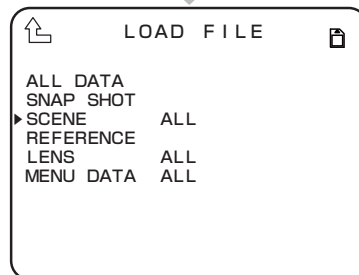 LOAD FILE
ALL DATA
SNAP SHOT
SCENE ALL
REFERENCE
LENS ALL
MENU DATA ALL